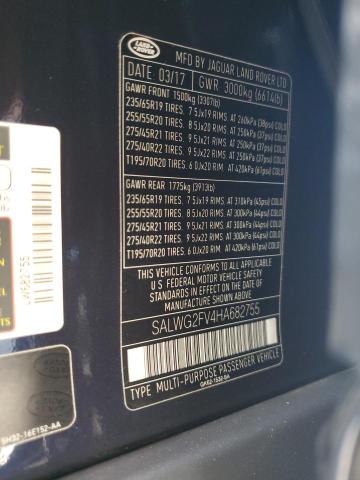 LAND-
ROVER
MFD BY JAGUAR LAND ROVER LTD
DATE 03/17 GWR 3000kg (6614lb)
GAWR FRONT 1500kg (3307lb)
235/65R19 TIRES. 7.5Jx19 RIMS AT 260kPa (38psi) COLD
255/55R20 TIRES. 8.5Jx20 RIMS AT 250kPa (37psi) COLD
275/45R21 TIRES. 9.5Jx21 RIMS AT 250kPa (37psi) COLD
275/40R22 TIRES. 9.5Jx22 RIMS AT 250kPa (37psi) COLD
T195/70R20 TIRES. 6.0Jx20 RIM AT 420kPa (61psi) COLD
GAWR REAR 1775kg (3913lb)
235/65R19 TIRES. 7.5Jx19 RIMS AT 310kPa (45psi) COLD
255/55R20 TIRES. 8.5Jx20 RIMS AT 300kPa (44psi) COLD
275/45R21 TIRES. 9.5Jx21 RIMS AT 300kPa (44psi) COLD
275/40R22 TIRES. 9.5Jx22 RIMS AT 300kPa (44psi) COLD
T195/70R20 TIRES. 6.0Jx20 RIM AT 420kPa (61psi) COLD
THIS VEHICLE CONFORMS TO ALL APPLICABLE
U.S. FEDERAL MOTOR VEHICLE SAFETY
STANDARDS IN EFFECT ON THE DATE OF
MANUFACTURE SHOWN ABOVE
SALWG2FV4HA682755
TYPE MULTI-PURPOSE PASSENGER VEHICLE
682755
5H32-16E152-AA